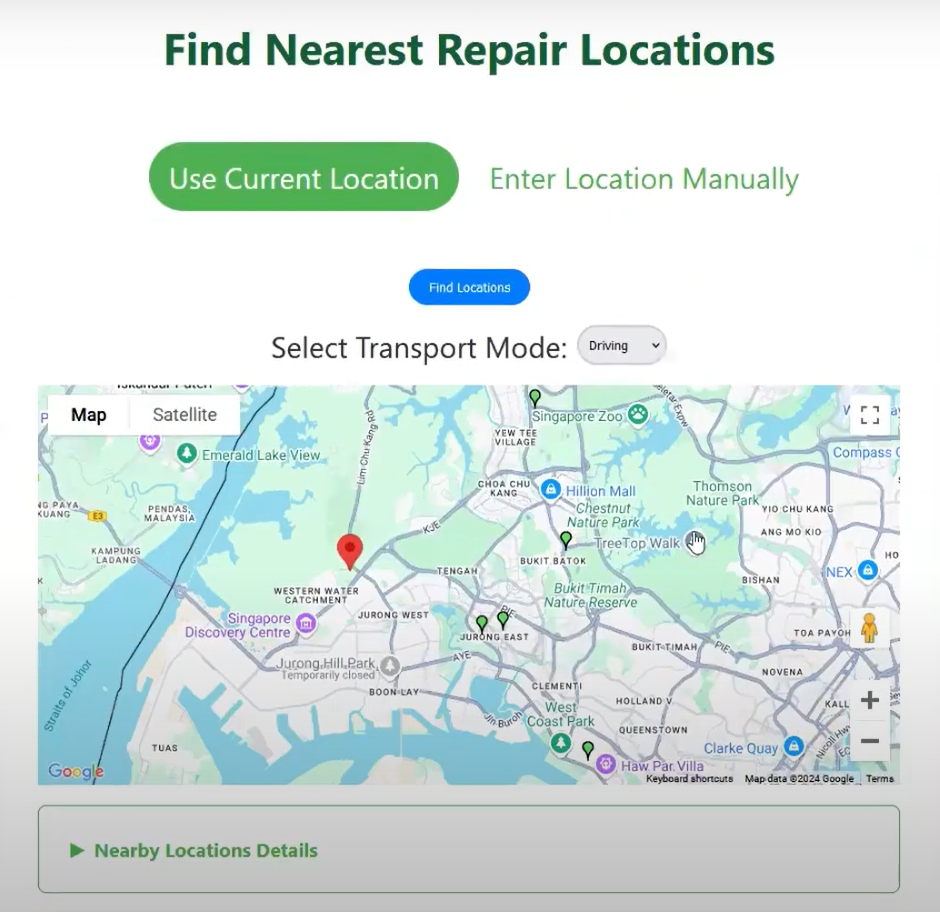 Find Nearest Repair Locations
Use Current Location
Enter Location Manually
Find Locations
Select Transport Mode:
Driving
Map
Satellite
Singapore Zoo
Emerald Lake View
YEW TEE
VILLAGE
Compass
Lim Chu Kang Rd
CHOA CHU
KANG
Hillion Mall
Thomson
Nature Park
Chestnut
Nature Park
YIO CHU KANG
E3
PENDAS,
MALAYSIA
KJE
ANG MO KIO
TreeTop Walk
KAMPUNG
LADANG
BUKIT BATOK
TENGAH
NEX
BISHAN
WESTERN WATER
CATCHMENT
Bukit Timah
Nature Reserve
JURONG WEST
PIE
Singapore
Discovery Centre
JURONG EAST
TOA PAYOH
BUKIT TIMAH
PIE
AYE
Jurong Hill Park
Temporarily closed
NOVENA
BOON LAY
CLEMENTI
HOLLAND V
KALL
Straits of Johor
Jln Buroh
West
Coast Park
QUEENSTOWN
Nicoll Hwy
TUAS
Clarke Quay
Haw Par Villa
Google
Keyboard shortcuts
Map data ©2024 Google
Terms
▶ Nearby Locations Details